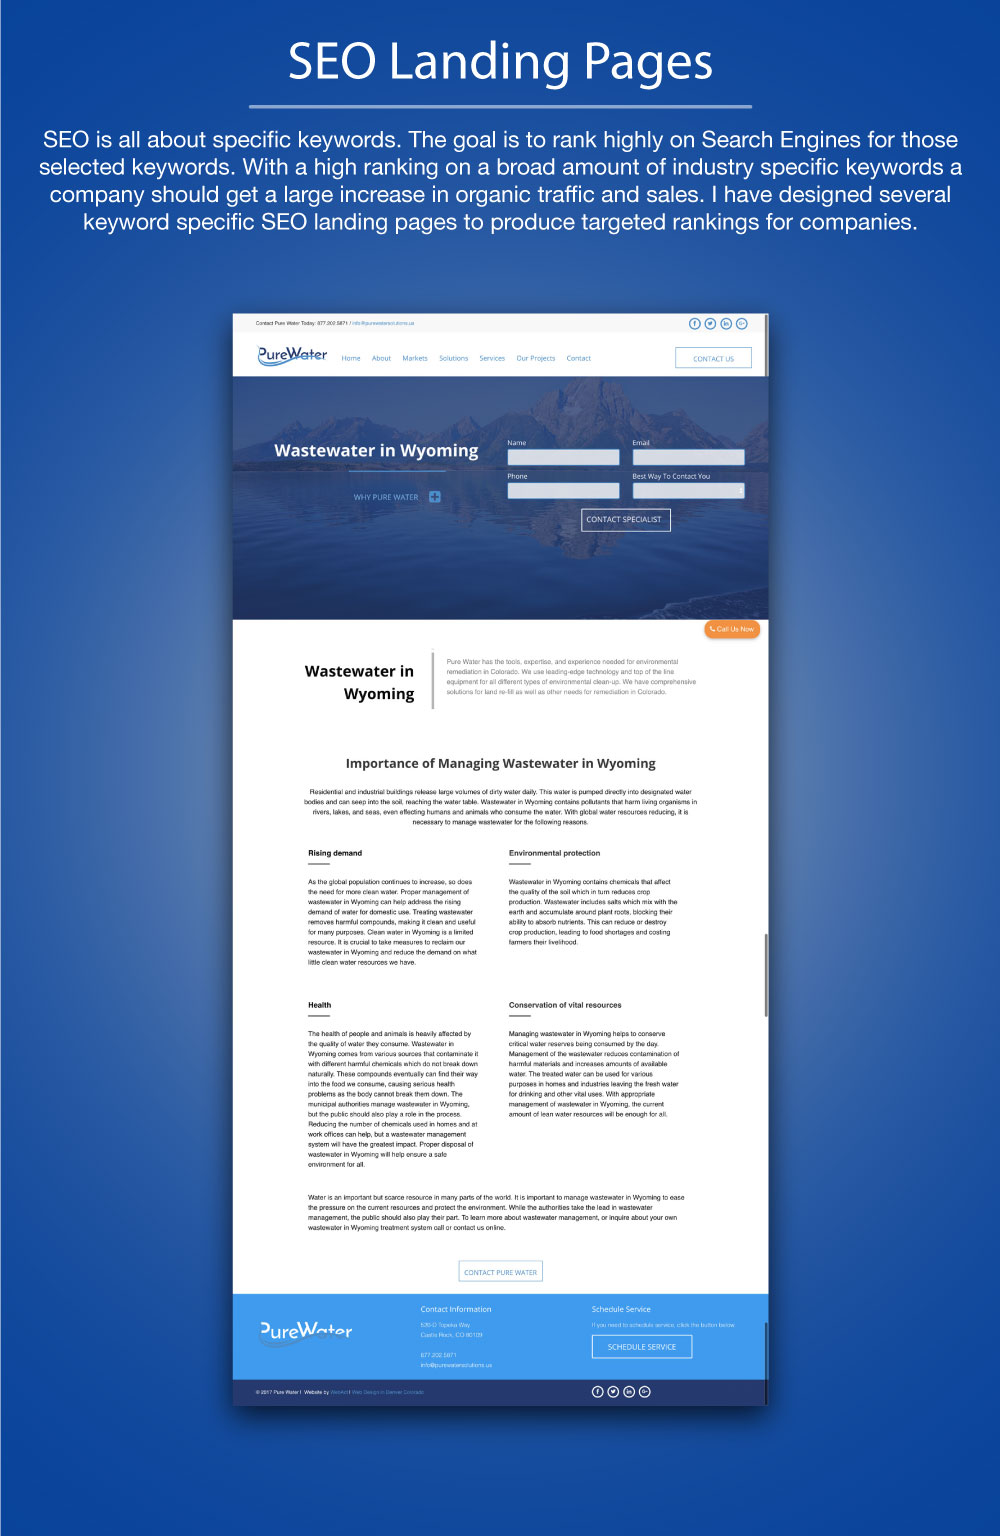 SEO Landing Pages
SEO is all about specific keywords. The goal is to rank highly on Search Engines for those
selected keywords. With a high ranking on a broad amount of industry specific keywords a
company should get a large increase in organic traffic and sales. I have designed several
keyword specific SEO landing pages to produce targeted rankings for companies.
Contact Pure Water Today: 877.202.5871 / info@purewatersolutions.us
PureWater
Home About Markets Solutions Services Our Projects Contact
CONTACT US
Wastewater in Wyoming
WHY PURE WATER
Name Email
Phone Best Way To Contact You
CONTACT SPECIALIST
Call Us Now
Wastewater in
Wyoming
Pure Water has the tools, expertise, and experience needed for environmental
remediation in Colorado. We use leading-edge technology and top of the line
equipment for all different types of environmental clean-up. We have comprehensive
solutions for land re-fill as well as other needs for remediation in Colorado.
Importance of Managing Wastewater in Wyoming
Residential and industrial buildings release large volumes of dirty water daily. This water is pumped directly into designated water
bodies and can seep into the soil, reaching the water table. Wastewater in Wyoming contains pollutants that harm living organisms in
rivers, lakes, and seas, even effecting humans and animals who consume the water. With global water resources reducing, it is
necessary to manage wastewater for the following reasons.
Rising demand
As the global population continues to increase, so does
the need for more clean water. Proper management of
wastewater in Wyoming can help address the rising
demand of water for domestic use. Treating wastewater
removes harmful compounds, making it clean and useful
for many purposes. Clean water in Wyoming is a limited
resource. It is crucial to take measures to reclaim our
wastewater in Wyoming and reduce the demand on what
little clean water resources we have.
Environmental protection
Wastewater in Wyoming contains chemicals that affect
the quality of the soil which in turn reduces crop
production. Wastewater includes salts which mix with the
earth and accumulate around plant roots, blocking their
ability to absorb nutrients. This can reduce or destroy
crop production, leading to food shortages and costing
farmers their livelihood.
Health
The health of people and animals is heavily affected by
the quality of water they consume. Wastewater in
Wyoming comes from various sources that contaminate it
with different harmful chemicals which do not break down
naturally. These compounds eventually can find their way
into the food we consume, causing serious health
problems as the body cannot break them down. The
municipal authorities manage wastewater in Wyoming,
but the public should also play a role in the process.
Reducing the number of chemicals used in homes and at
work offices can help, but a wastewater management
system will have the greatest impact. Proper disposal of
wastewater in Wyoming will help ensure a safe
environment for all.
Conservation of vital resources
Managing wastewater in Wyoming helps to conserve
critical water reserves being consumed by the day.
Management of the wastewater reduces contamination of
harmful materials and increases amounts of available
water. The treated water can be used for various
purposes in homes and industries leaving the fresh water
for drinking and other vital uses. With appropriate
management of wastewater in Wyoming, the current
amount of lean water resources will be enough for all.
Water is an important but scarce resource in many parts of the world. It is important to manage wastewater in Wyoming to ease
the pressure on the current resources and protect the environment. While the authorities take the lead in wastewater
management, the public should also play their part. To learn more about wastewater management, or inquire about your own
wastewater in Wyoming treatment system call or contact us online.
CONTACT PURE WATER
PureWater
Contact Information
Topeka Way
Castle Rock, CO 80109
877.202.5871
info@purewatersolutions.us
Schedule Service
If you need to schedule service, click the button below
SCHEDULE SERVICE
© 2017 Pure Water | Website by Web Design in Denver Colorado